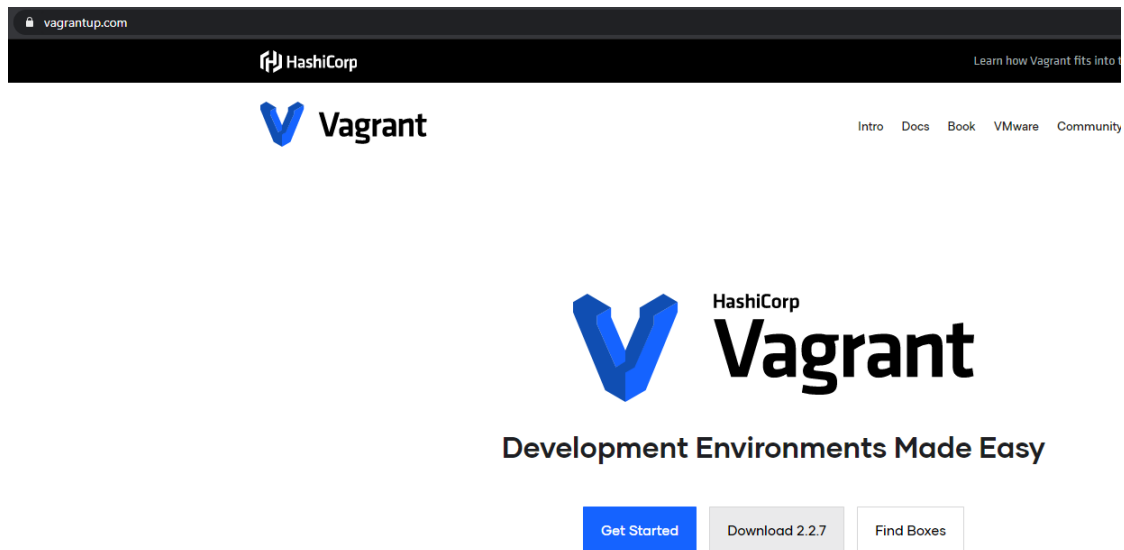 vagrantup.com
HashiCorp
Learn how Vagrant fits into t
Vagrant
Intro Docs Book VMware Community
HashiCorp
Vagrant
Development Environments Made Easy
Get Started Download 2.2.7 Find Boxes